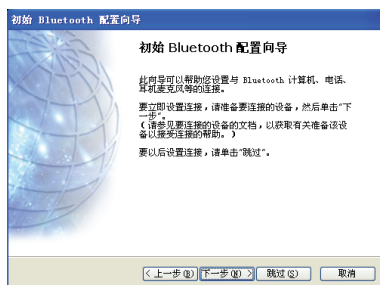 初始 Bluetooth 配置向导
初始 Bluetooth 配置向导
此向导可以帮助您设置与 Bluetooth 计算机、电话、
耳机麦克风等的连接。
要立即设置连接，请准备要连接的设备，然后单击“下
一步”。
（请参见要连接的设备的文档，以获取有关准备该设
备以接受连接的帮助。）
要以后设置连接，请单击“跳过”。
< 上一步(B) 下一步(N) > 跳过(S) 取消